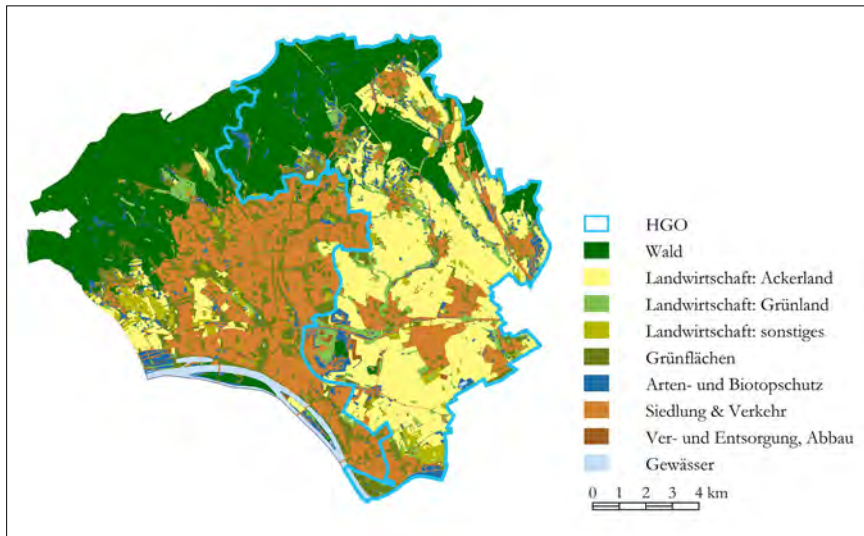 HGO
Wald
Landwirtschaft: Ackerland
Landwirtschaft: Grünland
Landwirtschaft: sonstiges
Grünflächen
Arten- und Biotopschutz
Siedlung & Verkehr
Ver- und Entsorgung, Abbau
Gewässer
0 1 2 3 4 km